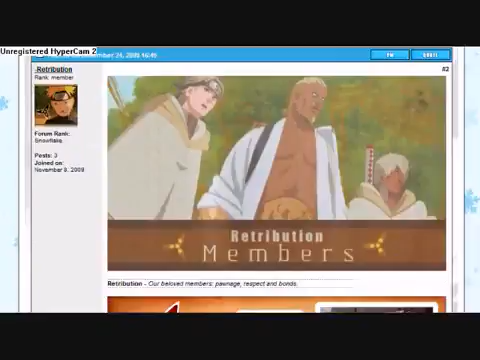 Unregistered HyperCam 2
24, 2009 16:49
-Retribution-
Rank: member
#2
Forum Rank:
Snowflake
Posts: 3
Joined on:
November 9, 2009
Retribution
Members
Retribution - Our beloved members: pawnage, respect and bonds.